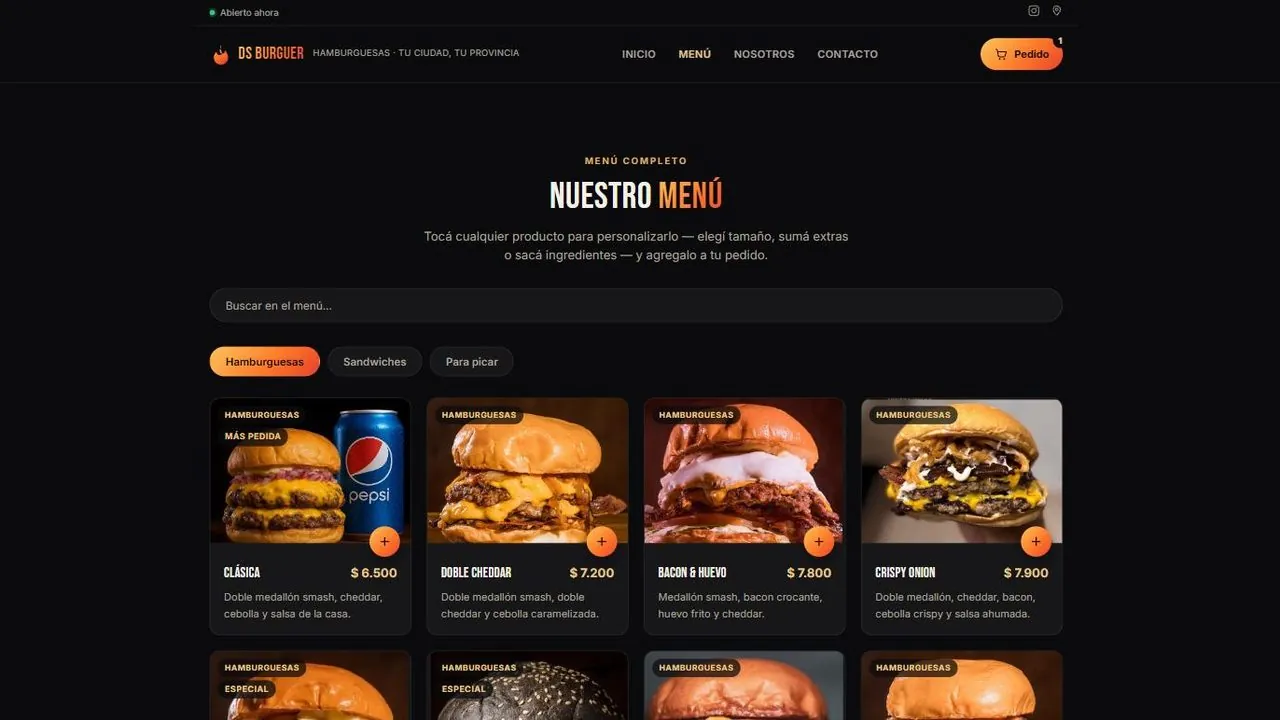 Abierto ahora
DS BURGUER HAMBURGUESAS · TU CIUDAD, TU PROVINCIA
INICIO MENÚ NOSOTROS CONTACTO
Pedido 1
MENÚ COMPLETO
NUESTRO MENÚ
Tocá cualquier producto para personalizarlo — elegí tamaño, sumá extras
o sacá ingredientes — y agregalo a tu pedido.
Buscar en el menú...
Hamburguesas Sandwiches Para picar
HAMBURGUESAS
MÁS PEDIDA
pepsi
+
CLÁSICA $ 6.500
Doble medallón smash, cheddar,
cebolla y salsa de la casa.
HAMBURGUESAS
+
DOBLE CHEDDAR $ 7.200
Doble medallón smash, doble
cheddar y cebolla caramelizada.
HAMBURGUESAS
+
BACON & HUEVO $ 7.800
Medallón smash, bacon crocante,
huevo frito y cheddar.
HAMBURGUESAS
+
CRISPY ONION $ 7.900
Doble medallón, cheddar, bacon,
cebolla crispy y salsa ahumada.
HAMBURGUESAS
ESPECIAL
HAMBURGUESAS
ESPECIAL
HAMBURGUESAS
HAMBURGUESAS